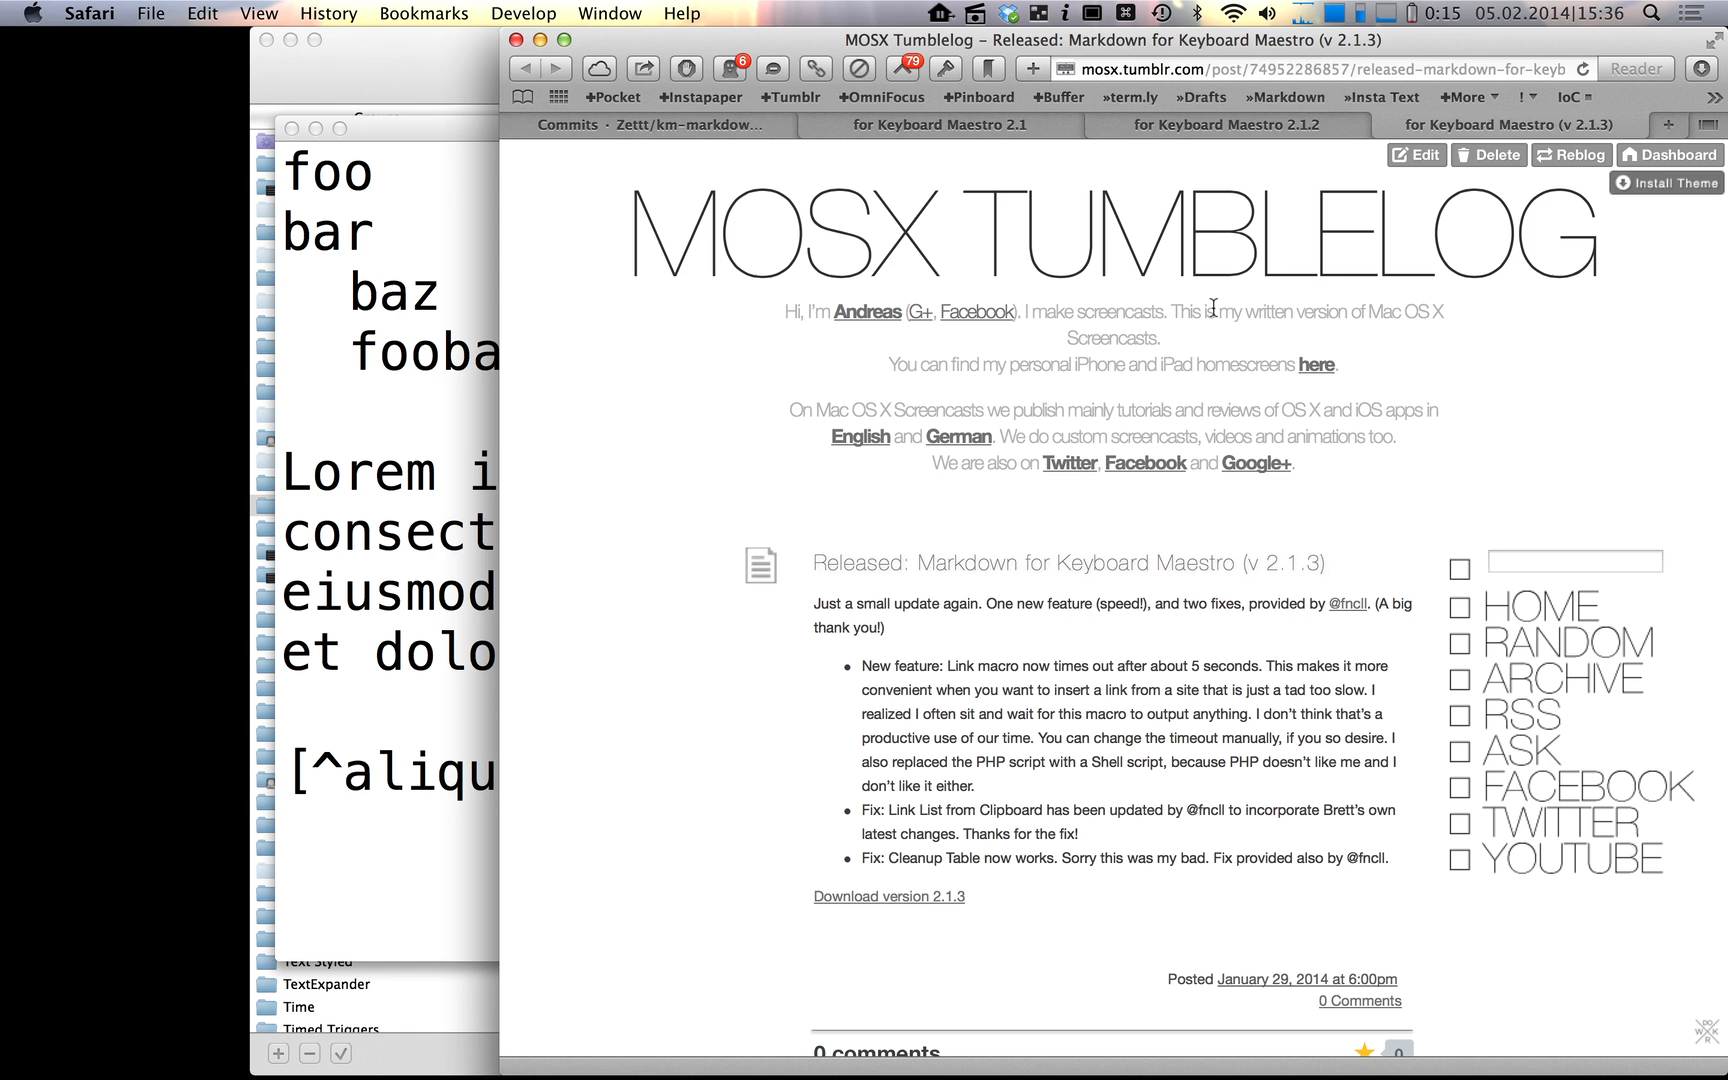 Safari File Edit View History Bookmarks Develop Window Help 0:15 05.02.2014|15:36
MOSX Tumblelog – Released: Markdown for Keyboard Maestro (v 2.1.3)
6 79 mosx.tumblr.com/post/74952286857/released-markdown-for-keyb Reader
+Pocket +Instapaper +Tumblr +OmniFocus +Pinboard +Buffer »term.ly »Drafts »Markdown »Insta Text +More ! IoC
Commits · Zettt/km-markdow... for Keyboard Maestro 2.1 for Keyboard Maestro 2.1.2 for Keyboard Maestro (v 2.1.3)
Edit Delete Reblog Dashboard
Install Theme
foo
bar
baz
fooba
Lorem i
consect
eiusmod
et dolo
[^aliqu
Text Styled
TextExpander
Time
Timed Triggers
MOSX TUMBLELOG
Hi, I'm Andreas (G+, Facebook). I make screencasts. This is my written version of Mac OS X
Screencasts.
You can find my personal iPhone and iPad homescreens here.
On Mac OS X Screencasts we publish mainly tutorials and reviews of OS X and iOS apps in
English and German. We do custom screencasts, videos and animations too.
We are also on Twitter, Facebook and Google+.
Released: Markdown for Keyboard Maestro (v 2.1.3)
Just a small update again. One new feature (speed!), and two fixes, provided by @fncll. (A big
thank you!)
• New feature: Link macro now times out after about 5 seconds. This makes it more
convenient when you want to insert a link from a site that is just a tad too slow. I
realized I often sit and wait for this macro to output anything. I don't think that's a
productive use of our time. You can change the timeout manually, if you so desire. I
also replaced the PHP script with a Shell script, because PHP doesn't like me and I
don't like it either.
• Fix: Link List from Clipboard has been updated by @fncll to incorporate Brett's own
latest changes. Thanks for the fix!
• Fix: Cleanup Table now works. Sorry this was my bad. Fix provided also by @fncll.
Download version 2.1.3
Posted January 29, 2014 at 6:00pm
0 Comments
0 comments
0
HOME
RANDOM
ARCHIVE
RSS
ASK
FACEBOOK
TWITTER
YOUTUBE